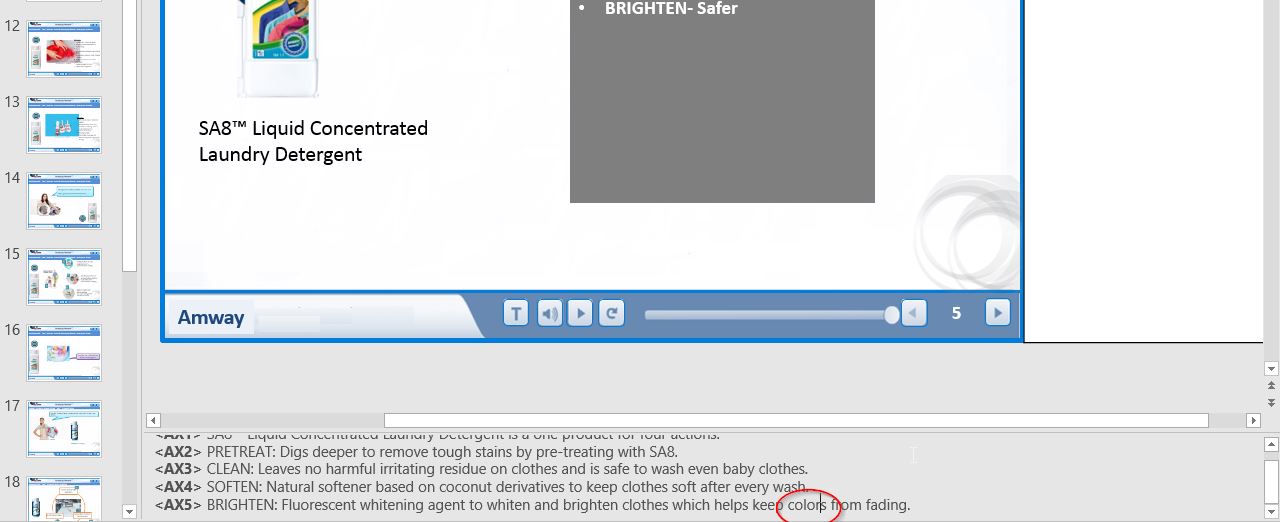 12
• BRIGHTEN- Safer
13
SA8™ Liquid Concentrated
Laundry Detergent
14
15
16
Amway
T
5
17
18
<AX1> SA8™ Liquid Concentrated Laundry Detergent is a one product for four actions.
<AX2> PRETREAT: Digs deeper to remove tough stains by pre-treating with SA8.
<AX3> CLEAN: Leaves no harmful irritating residue on clothes and is safe to wash even baby clothes.
<AX4> SOFTEN: Natural softener based on coconut derivatives to keep clothes soft after every wash.
<AX5> BRIGHTEN: Fluorescent whitening agent to whiten and brighten clothes which helps keep colors from fading.